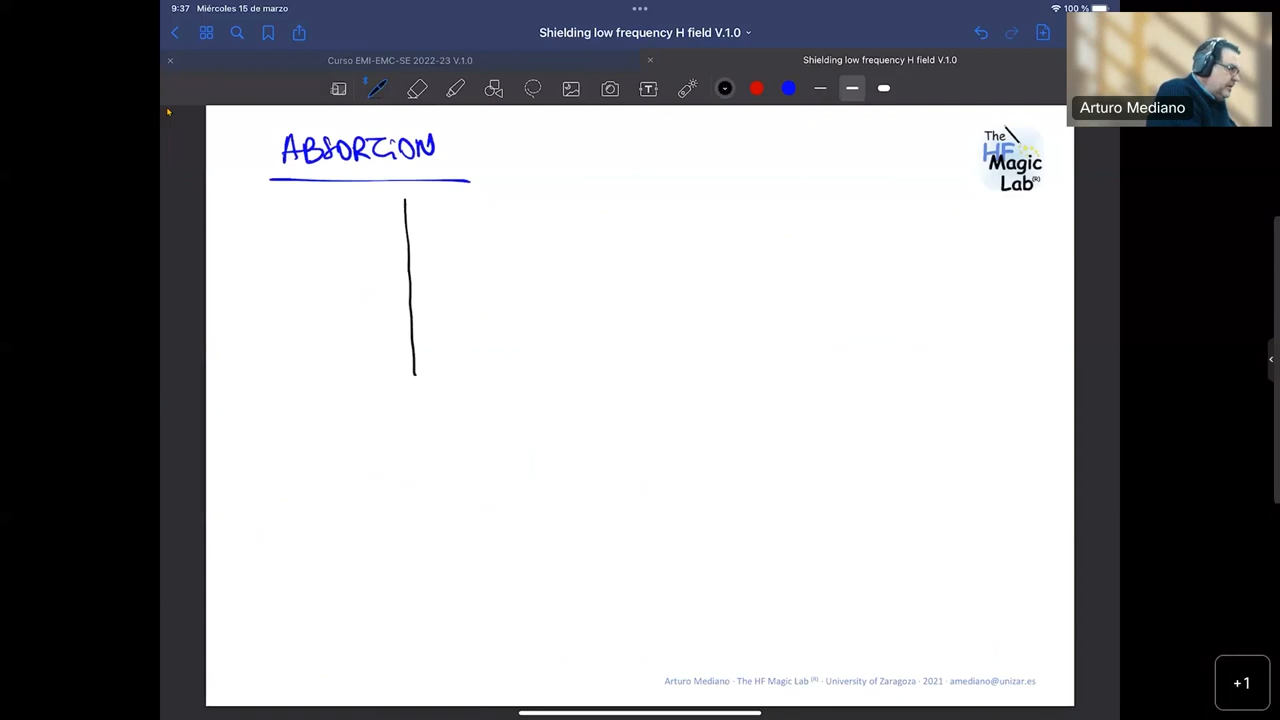 9:37 Miércoles 15 de marzo
100 %
Shielding low frequency H field V.1.0
Curso EMI-EMC-SE 2022-23 V.1.0
Shielding low frequency H field V.1.0
Arturo Mediano
ABSORTION
The
HF
Magic
Lab(R)
Arturo Mediano · The HF Magic Lab (R) · University of Zaragoza · 2021 · amediano@unizar.es
+1